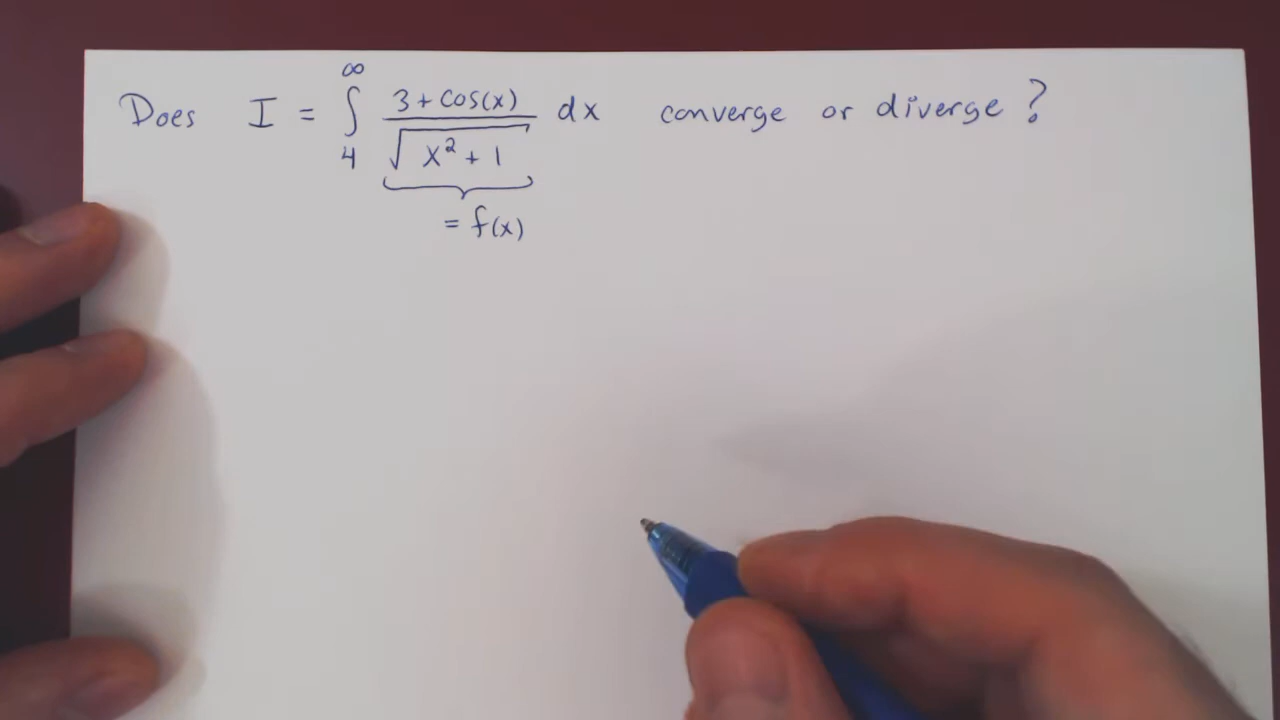 Does I = ∫₄^∞ (3 + cos(x))/√(x² + 1) dx converge or diverge?
= f(x)